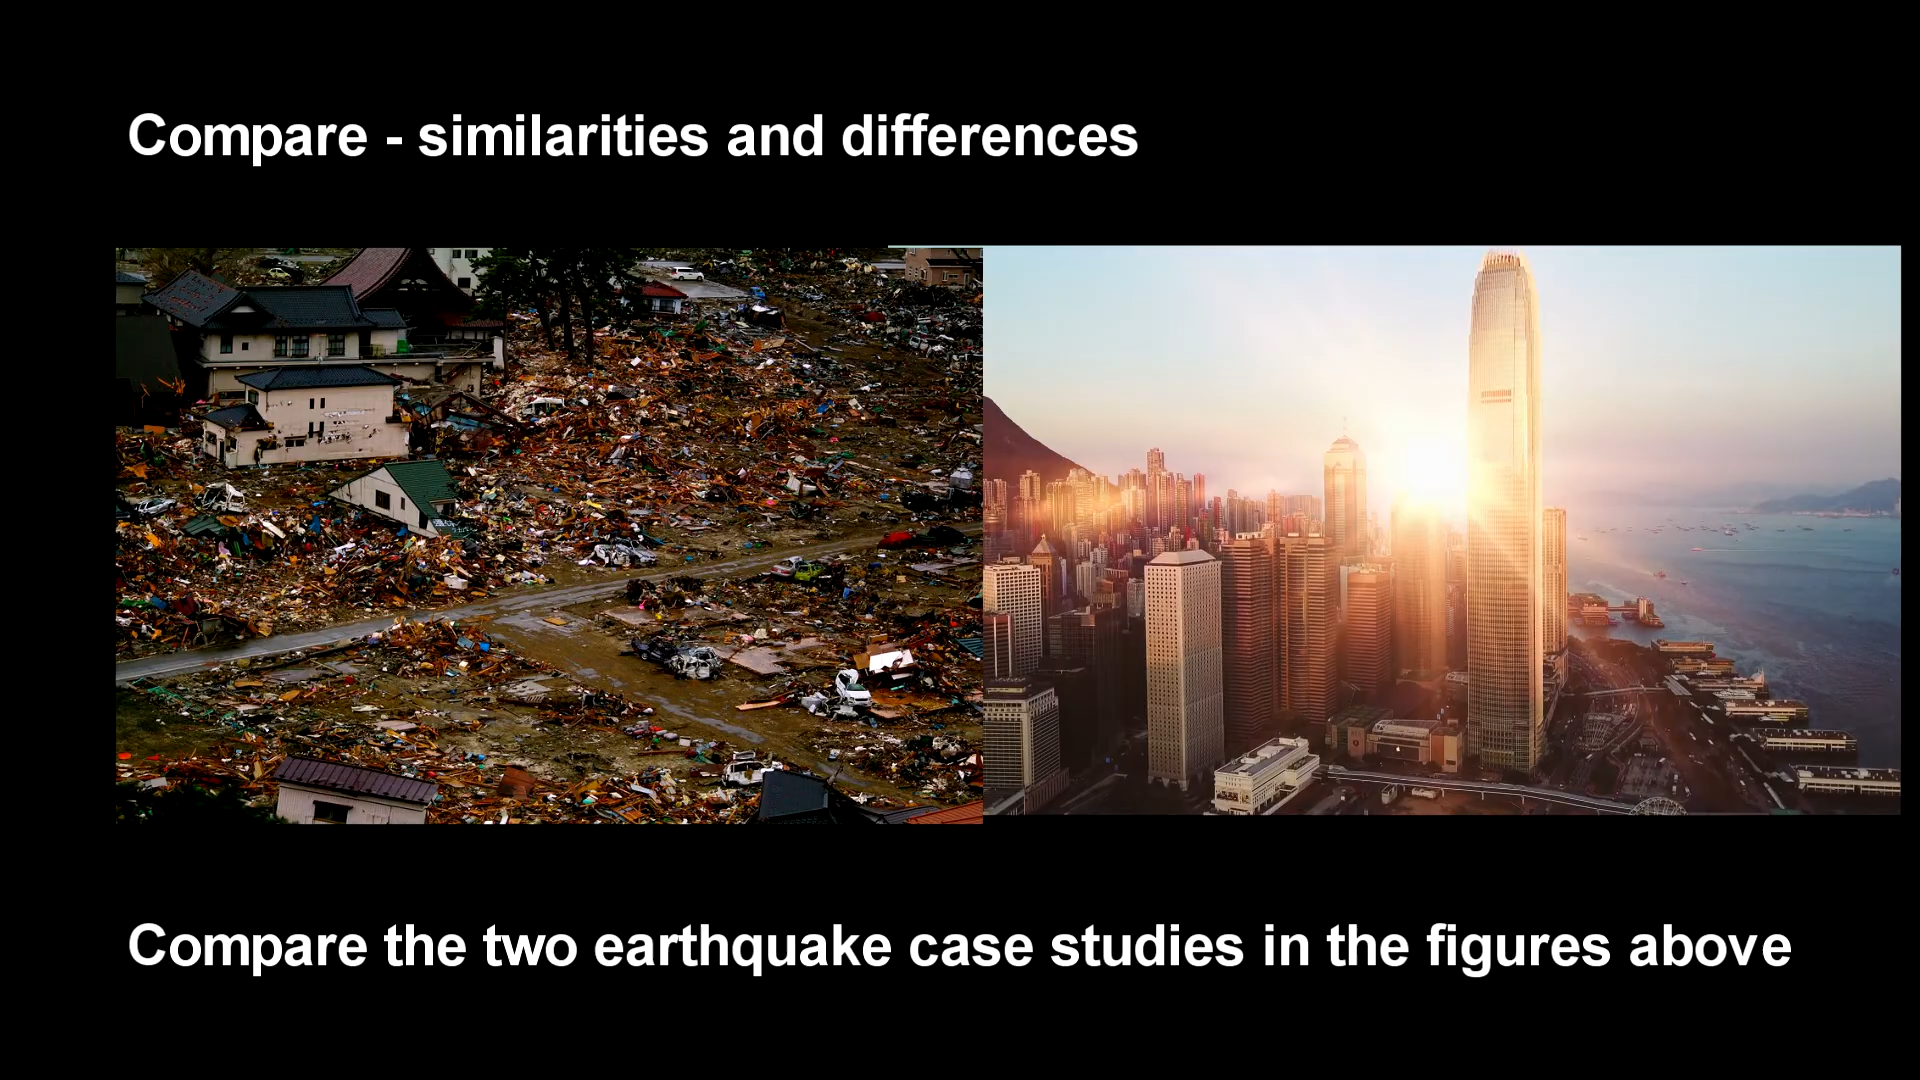 Compare - similarities and differences
Compare the two earthquake case studies in the figures above